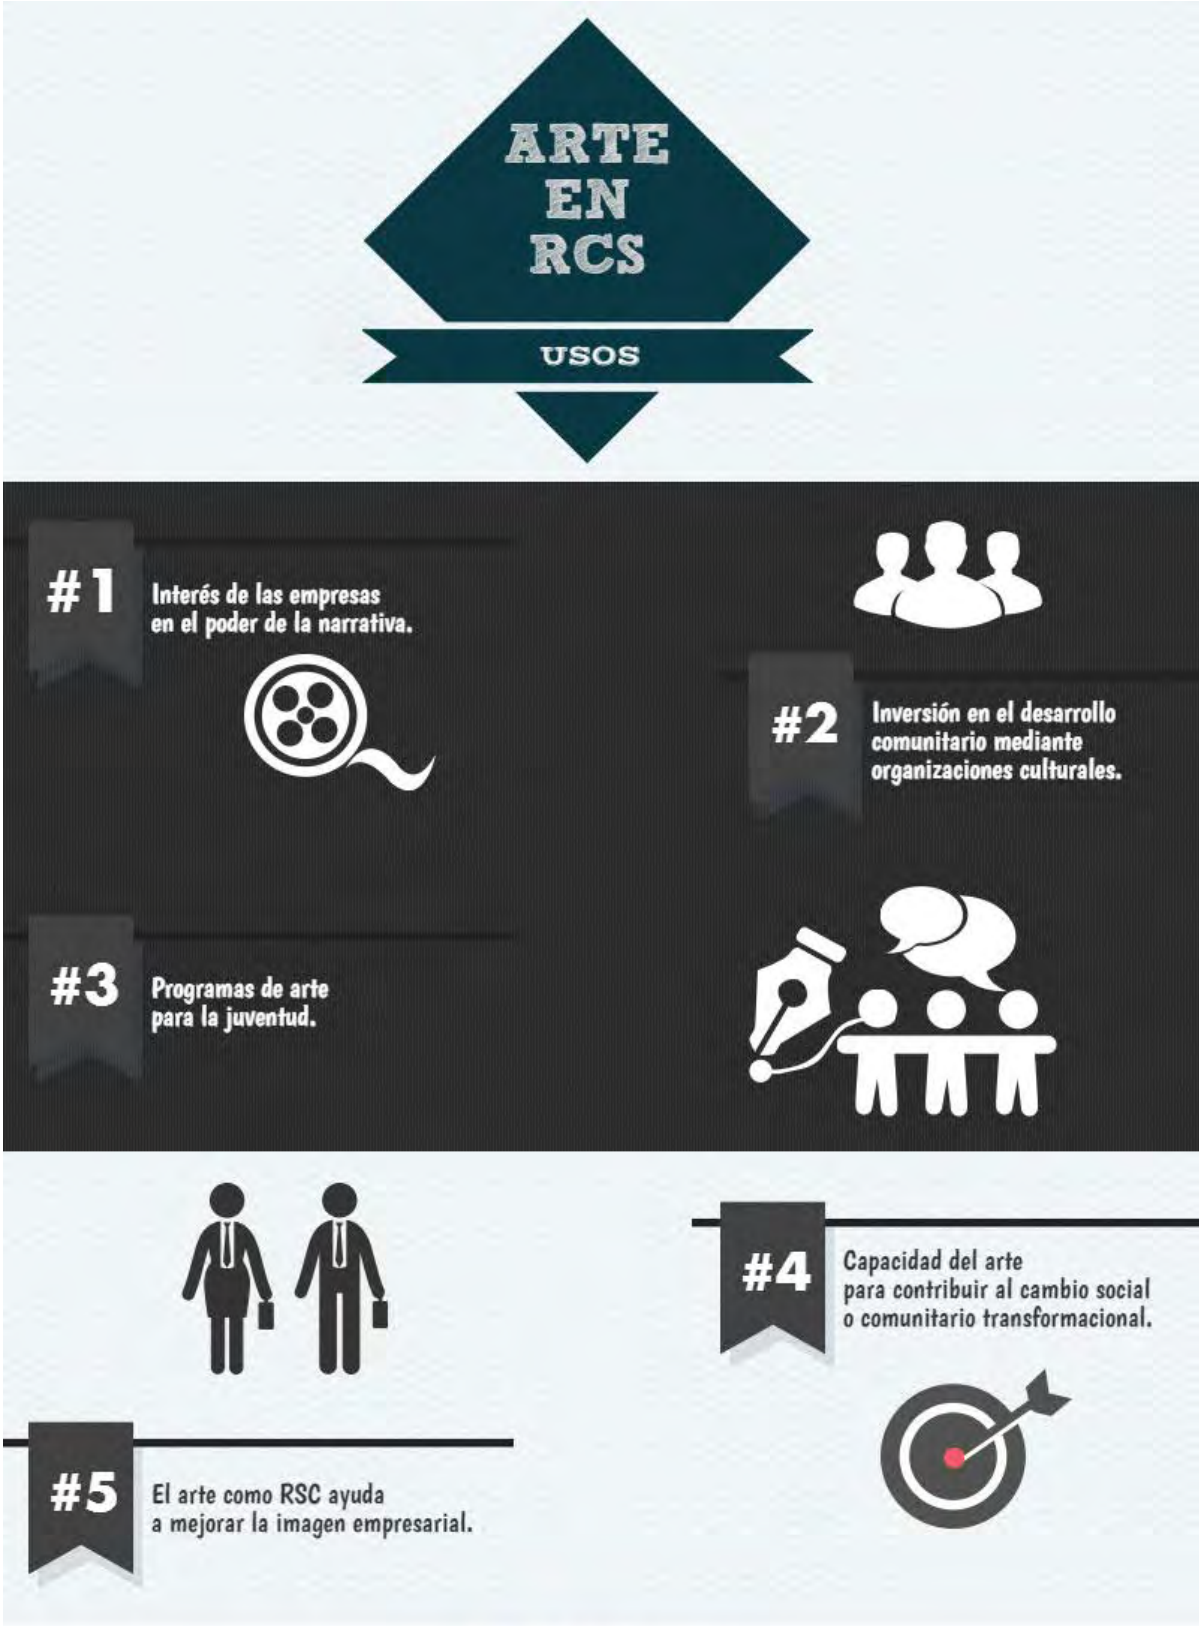 ARTE
EN
RCS
USOS
#1
Interés de las empresas
en el poder de la narrativa.
#2
Inversión en el desarrollo
comunitario mediante
organizaciones culturales.
#3
Programas de arte
para la juventud.
#4
Capacidad del arte
para contribuir al cambio social
o comunitario transformacional.
#5
El arte como RSC ayuda
a mejorar la imagen empresarial.